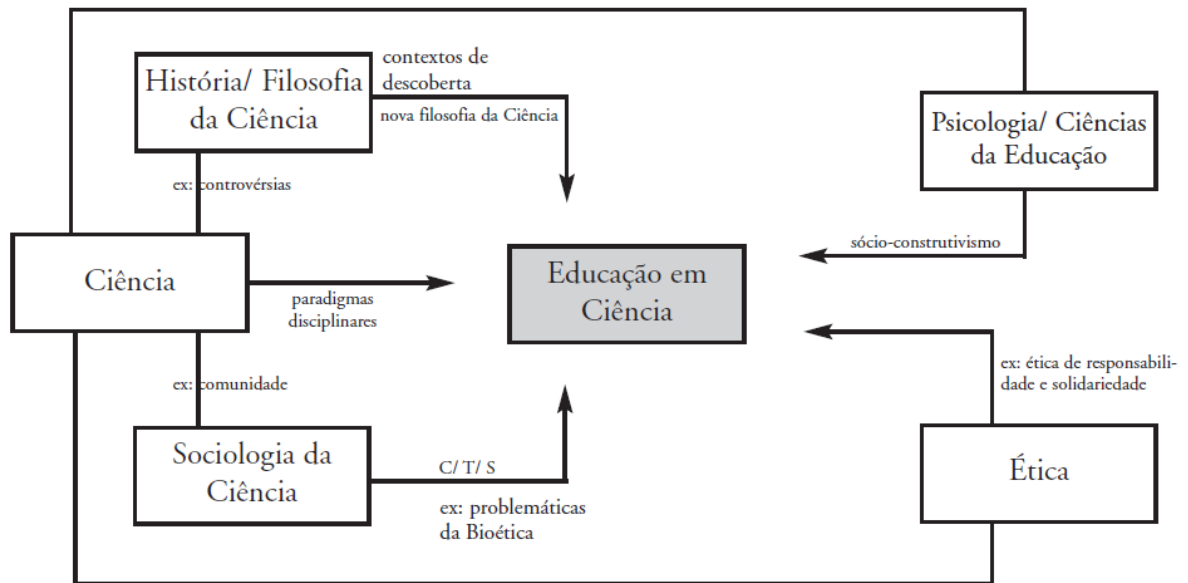 História/ Filosofia
da Ciência
contextos de
descoberta
nova filosofia da Ciência
Psicologia/ Ciências
da Educação
ex: controvérsias
sócio-construtivismo
Ciência
paradigmas
disciplinares
Educação em
Ciência
ex: comunidade
ex: ética de responsabili-
dade e solidariedade
Sociologia da
Ciência
C/ T/ S
ex: problemáticas
da Bioética
Ética